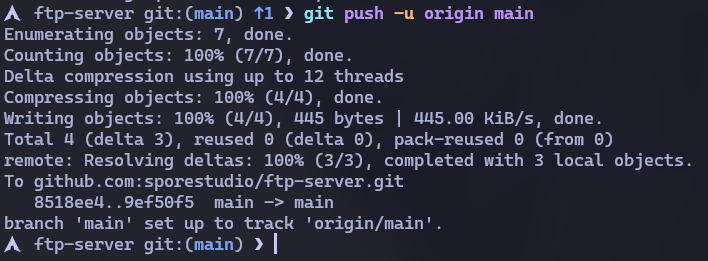 ftp-server git:(main) ↑1 ❯ git push -u origin main
Enumerating objects: 7, done.
Counting objects: 100% (7/7), done.
Delta compression using up to 12 threads
Compressing objects: 100% (4/4), done.
Writing objects: 100% (4/4), 445 bytes | 445.00 KiB/s, done.
Total 4 (delta 3), reused 0 (delta 0), pack-reused 0 (from 0)
remote: Resolving deltas: 100% (3/3), completed with 3 local objects.
To github.com:sporestudio/ftp-server.git
   8518ee4..9ef50f5  main -> main
branch 'main' set up to track 'origin/main'.
ftp-server git:(main) ❯